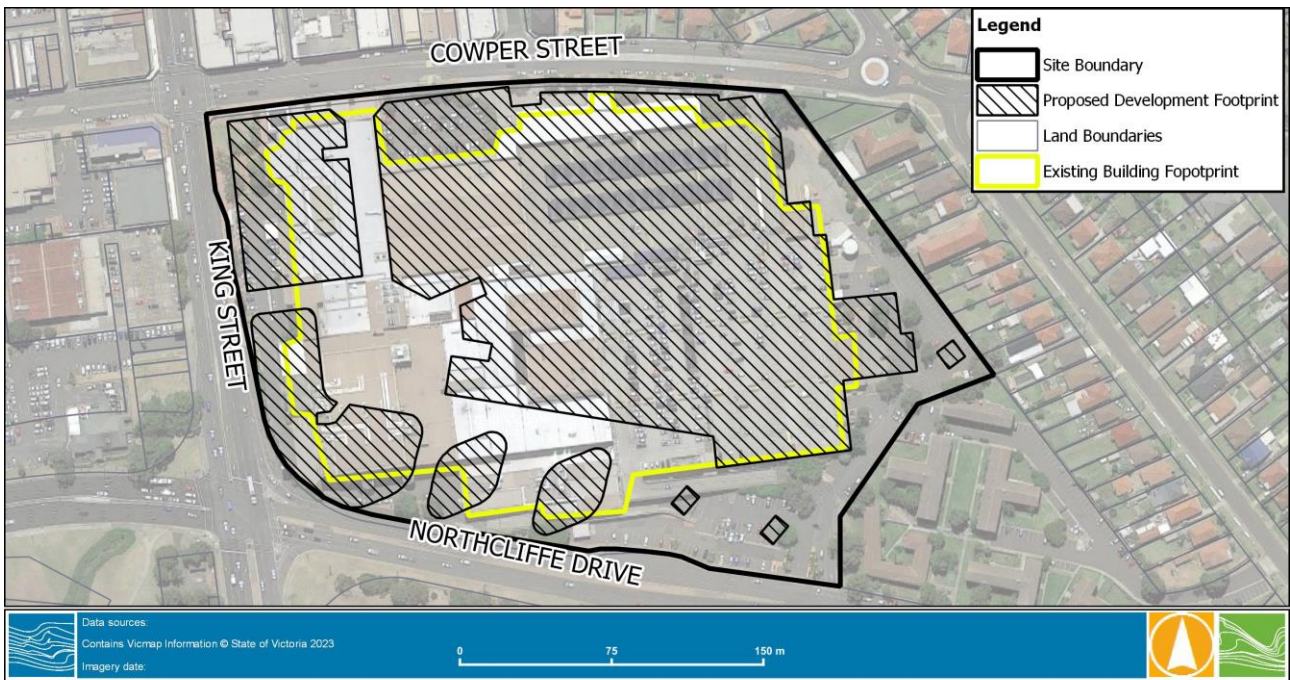 COWPER STREET
Legend
Site Boundary
Proposed Development Footprint
Land Boundaries
Existing Building Fopotprint
KING STREET
NORTHCLIFFE DRIVE
Data sources:
Contains Vicmap Information © State of Victoria 2023
Imagery date:
0 75 150 m